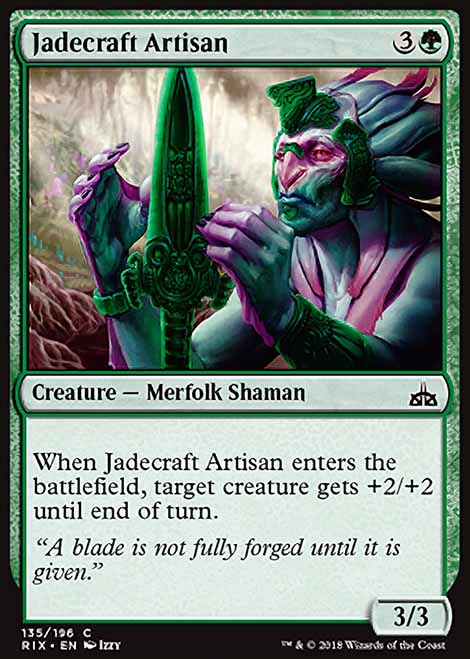 Jadecraft Artisan 3
Creature — Merfolk Shaman
When Jadecraft Artisan enters the
battlefield, target creature gets +2/+2
until end of turn.
“A blade is not fully forged until it is
given.”
3/3
135/196 C
RIX • EN Izzy
™ & © 2018 Wizards of the Coast